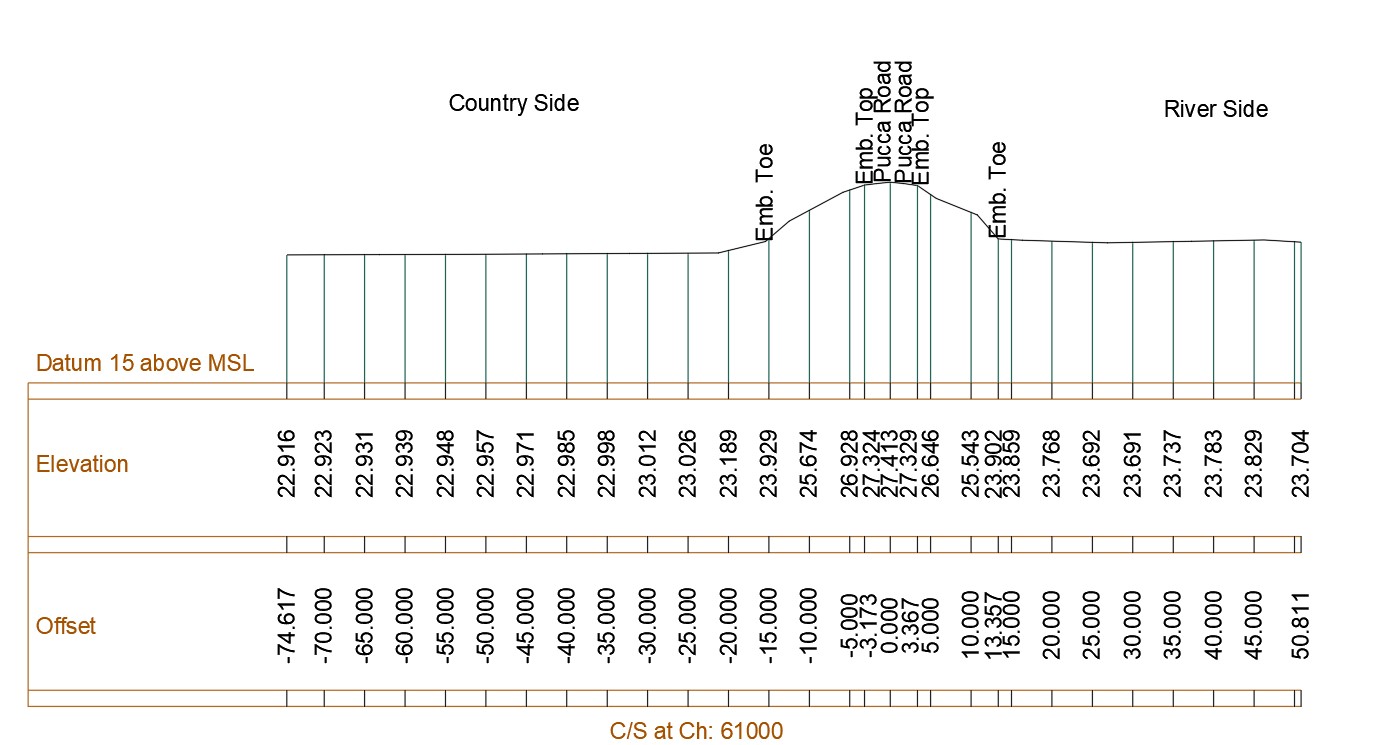 Country Side
River Side
Emb. Toe
Emb. Top
Pucca Road
Pucca Road
Emb. Top
Emb. Toe
Datum 15 above MSL
Elevation
22.916 22.923 22.931 22.939 22.948 22.957 22.971 22.985 22.998 23.012 23.026 23.189 23.929 25.674 26.928 27.324 27.413 27.329 26.646 25.543 23.902 23.859 23.768 23.692 23.691 23.737 23.783 23.829 23.704
Offset
-74.617 -70.000 -65.000 -60.000 -55.000 -50.000 -45.000 -40.000 -35.000 -30.000 -25.000 -20.000 -15.000 -10.000 -5.000 -3.173 0.000 3.367 5.000 10.000 13.357 15.000 20.000 25.000 30.000 35.000 40.000 45.000 50.811
C/S at Ch: 61000